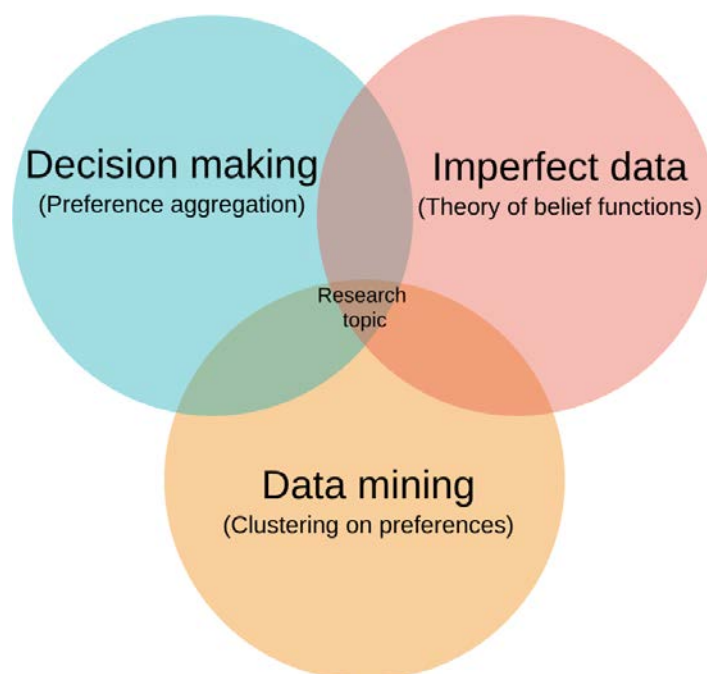 Decision making
(Preference aggregation)
Imperfect data
(Theory of belief functions)
Research
topic
Data mining
(Clustering on preferences)